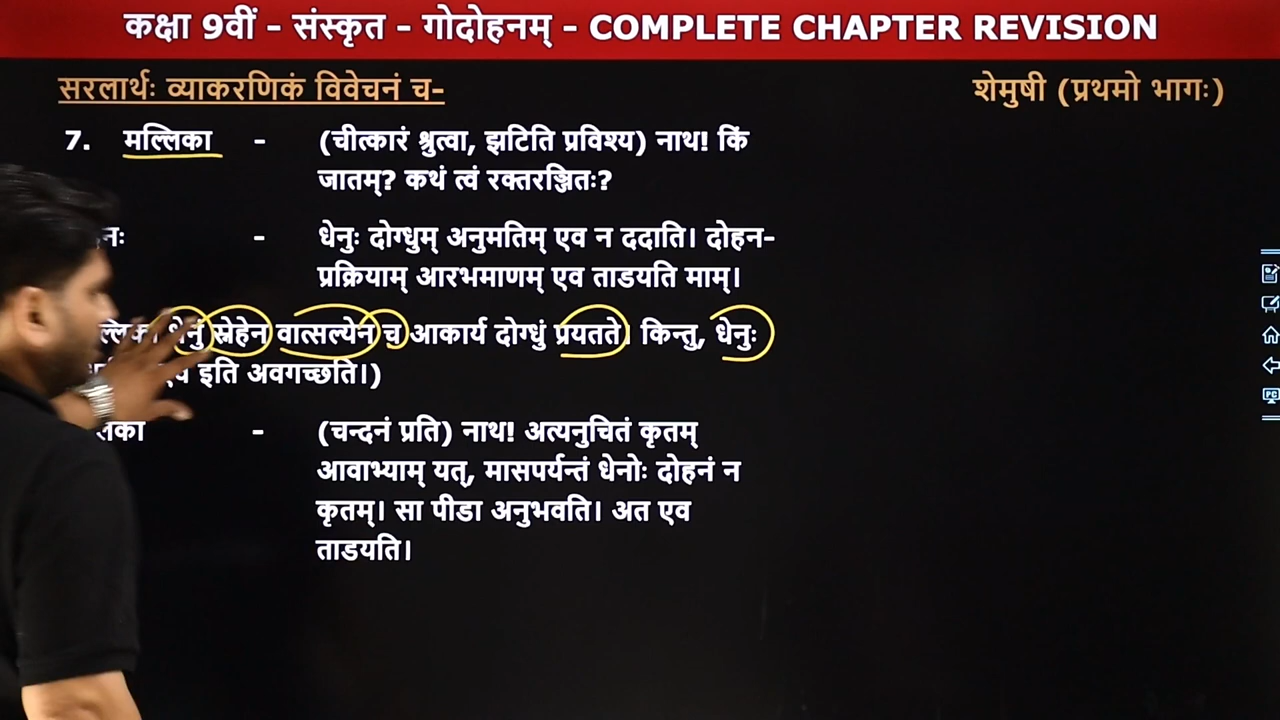 कक्षा 9वीं - संस्कृत - गोदोहनम् - COMPLETE CHAPTER REVISION
सरलार्थः व्याकरणिकं विवेचनं च-
शेमुषी (प्रथमो भागः)
7. मल्लिका - (चीत्कारं श्रुत्वा, झटिति प्रविश्य) नाथ! किं
जातम्? कथं त्वं रक्तरञ्जितः?
- धेनुः दोग्धुम् अनुमतिम् एव न ददाति। दोहन-
प्रक्रियाम् आरभमाणम् एव ताडयति माम्।
धेनुं स्नेहेन वात्सल्येन च आकार्य दोग्धुं प्रयतते। किन्तु, धेनुः
इति अवगच्छति।)
- (चन्दनं प्रति) नाथ! अत्यनुचितं कृतम्
आवाभ्याम् यत्, मासपर्यन्तं धेनोः दोहनं न
कृतम्। सा पीडा अनुभवति। अत एव
ताडयति।